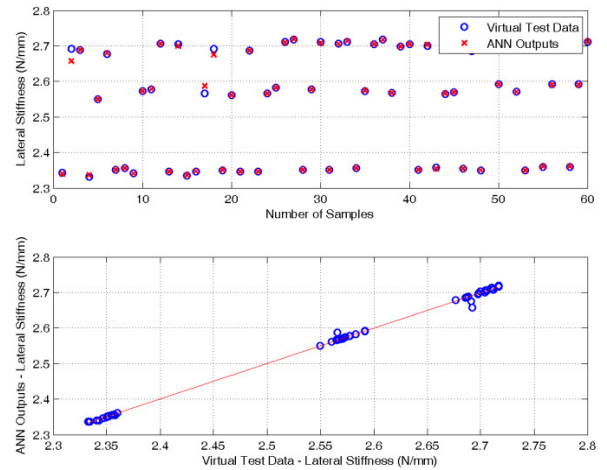 2.8
2.7
2.6
2.5
2.4
2.3
Lateral Stiffness (N/mm)
Virtual Test Data
ANN Outputs
0 10 20 30 40 50 60
Number of Samples
2.8
2.7
2.6
2.5
2.4
2.3
ANN Outputs - Lateral Stiffness (N/mm)
2.3 2.35 2.4 2.45 2.5 2.55 2.6 2.65 2.7 2.75 2.8
Virtual Test Data - Lateral Stiffness (N/mm)